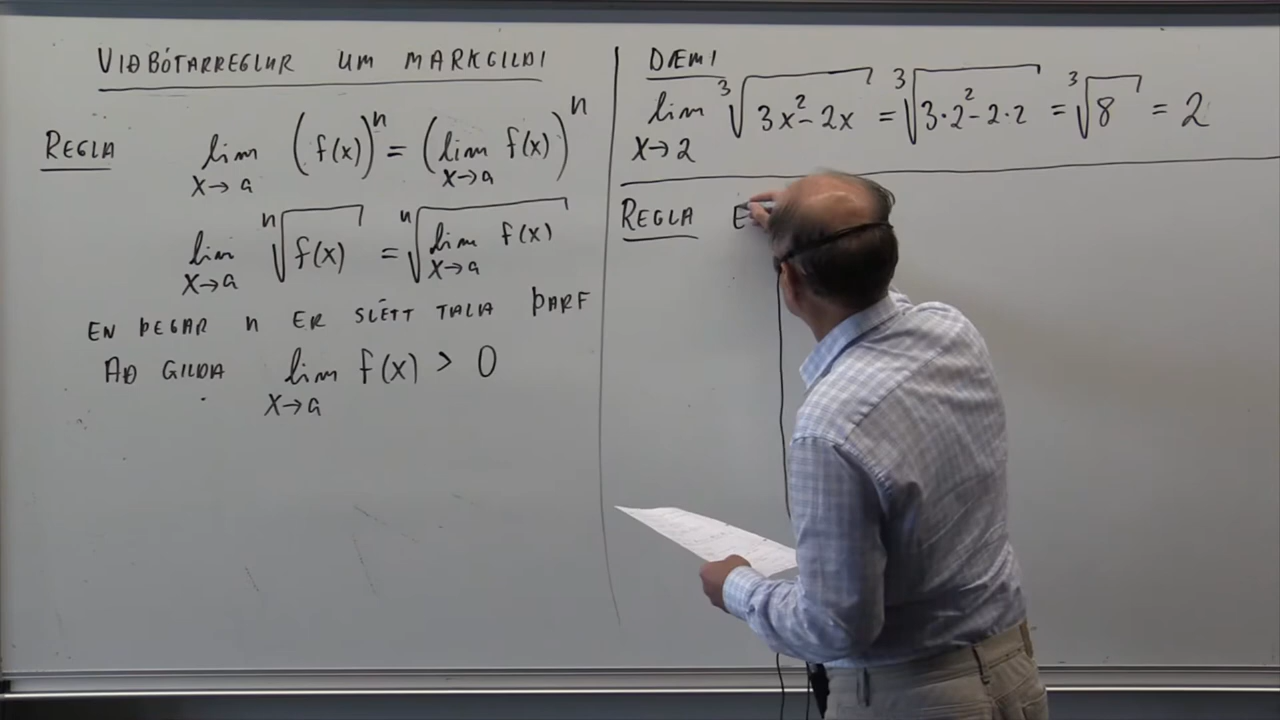 VIÐBÓTARREGLUR UM MARKGILDI
REGLA lim x→a (f(x))^n = (lim x→a f(x))^n
lim x→a ⁿ√f(x) = ⁿ√lim x→a f(x)
EN ÞEGAR n ER SLÉTT TALA ÞARF
AÐ GILDA lim x→a f(x) > 0
DÆMI
lim x→2 ³√3x²-2x = ³√3·2²-2·2 = ³√8 = 2
REGLA E